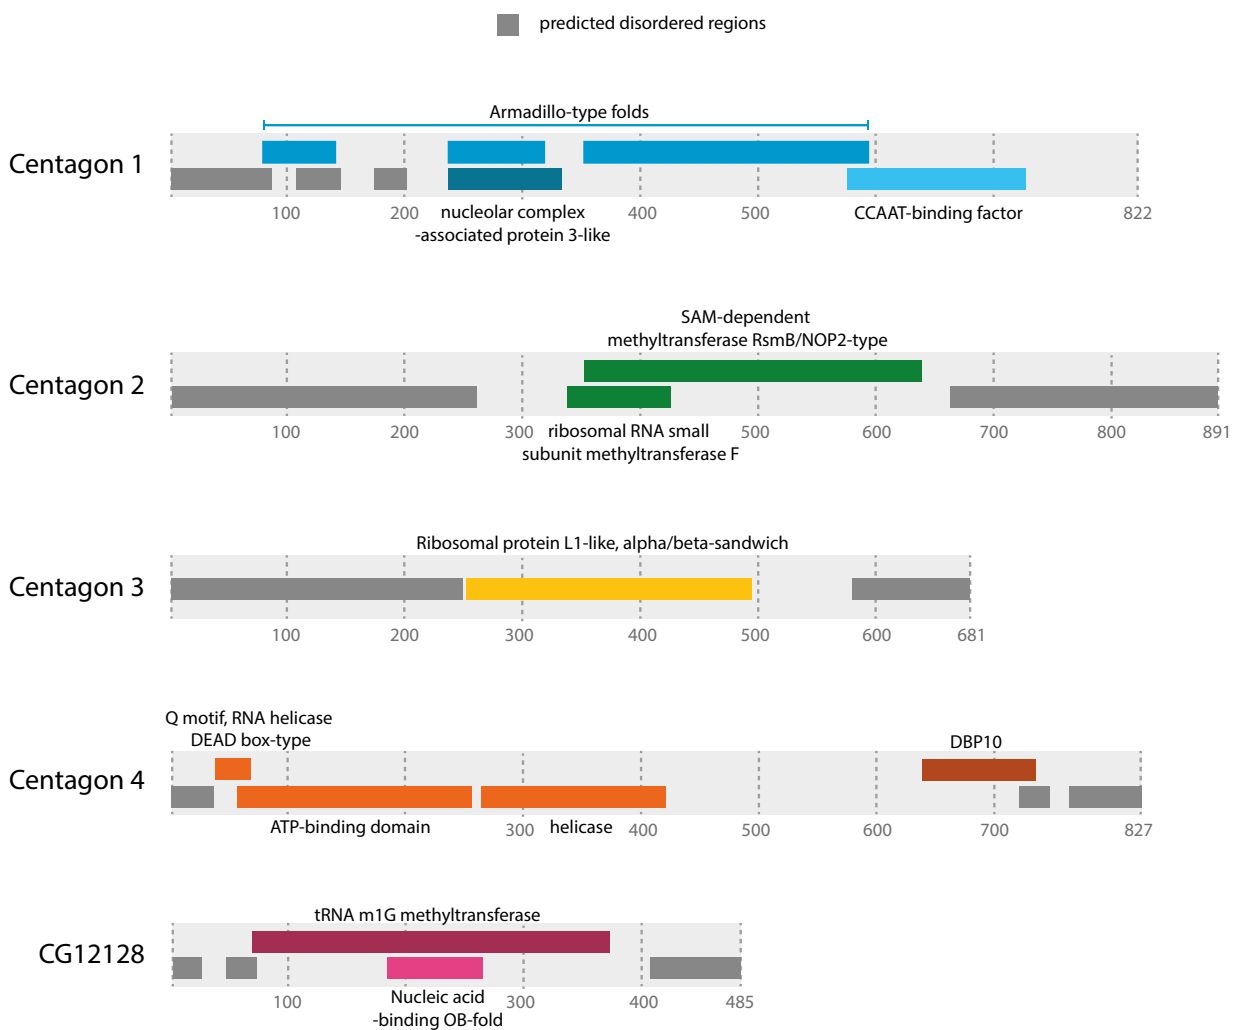 predicted disordered regions
Armadillo-type folds
Centagon 1
100 200 400 500 822
nucleolar complex
-associated protein 3-like
CCAAT-binding factor
SAM-dependent
methyltransferase RsmB/NOP2-type
Centagon 2
100 200 300 500 600 700 800 891
ribosomal RNA small
subunit methyltransferase F
Ribosomal protein L1-like, alpha/beta-sandwich
Centagon 3
100 200 300 400 500 600 681
Q motif, RNA helicase
DEAD box-type
DBP10
Centagon 4
ATP-binding domain 300 helicase 400 500 600 700 827
tRNA m1G methyltransferase
CG12128
100 300 400 485
Nucleic acid
-binding OB-fold